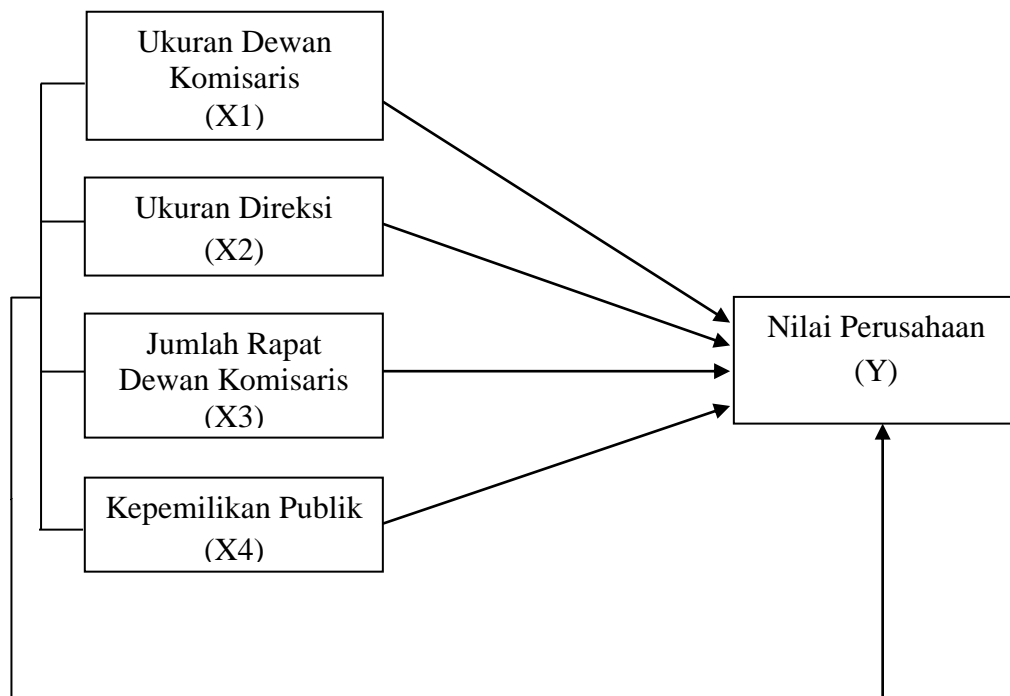 Ukuran Dewan
Komisaris
(X1)
Ukuran Direksi
(X2)
Jumlah Rapat
Dewan Komisaris
(X3)
Kepemilikan Publik
(X4)
Nilai Perusahaan
(Y)